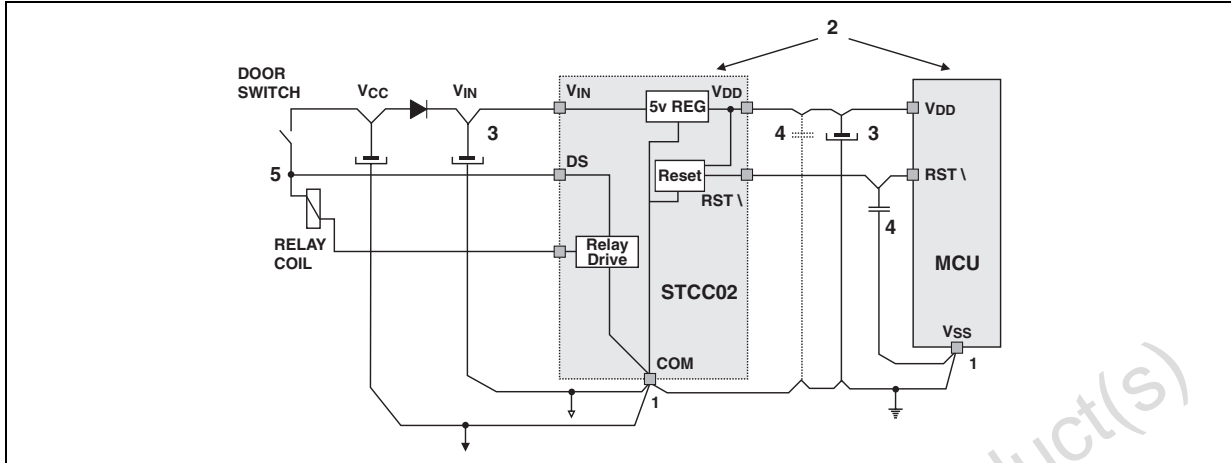 2
DOOR
SWITCH
VCC
VIN
VIN
5v REG
VDD
VDD
3
4
3
DS
5
Reset
RST \
RST \
4
RELAY
COIL
Relay
Drive
STCC02
MCU
VSS
COM
1
1
duct(s)